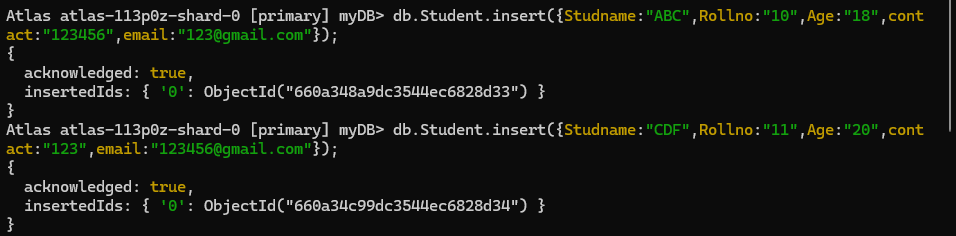 Atlas atlas-113p0z-shard-0 [primary] myDB> db.Student.insert({Studname:"ABC",Rollno:"10",Age:"18",cont
act:"123456",email:"123@gmail.com"});
{
  acknowledged: true,
  insertedIds: { '0': ObjectId("660a348a9dc3544ec6828d33") }
}
Atlas atlas-113p0z-shard-0 [primary] myDB> db.Student.insert({Studname:"CDF",Rollno:"11",Age:"20",cont
act:"123",email:"123456@gmail.com"});
{
  acknowledged: true,
  insertedIds: { '0': ObjectId("660a34c99dc3544ec6828d34") }
}